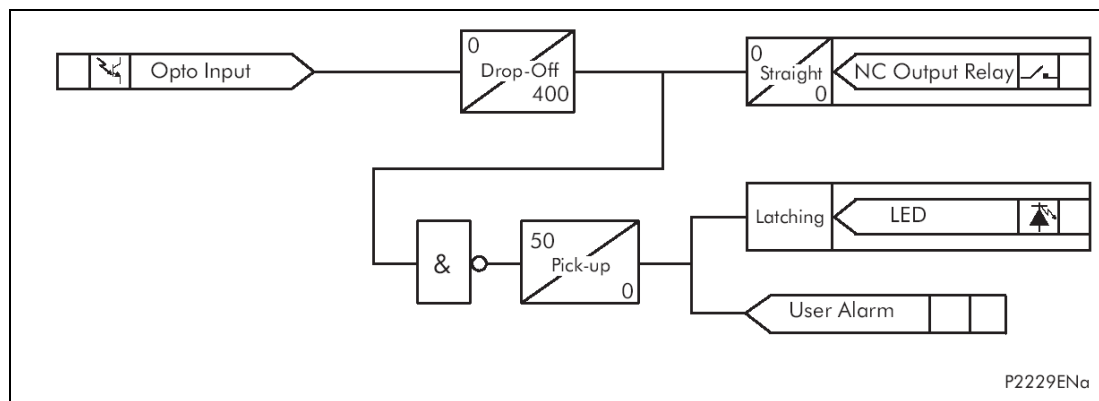 Opto Input
0
Drop-Off
400
0
Straight
0
NC Output Relay
&
50
Pick-up
0
Latching
LED
User Alarm
P2229ENa